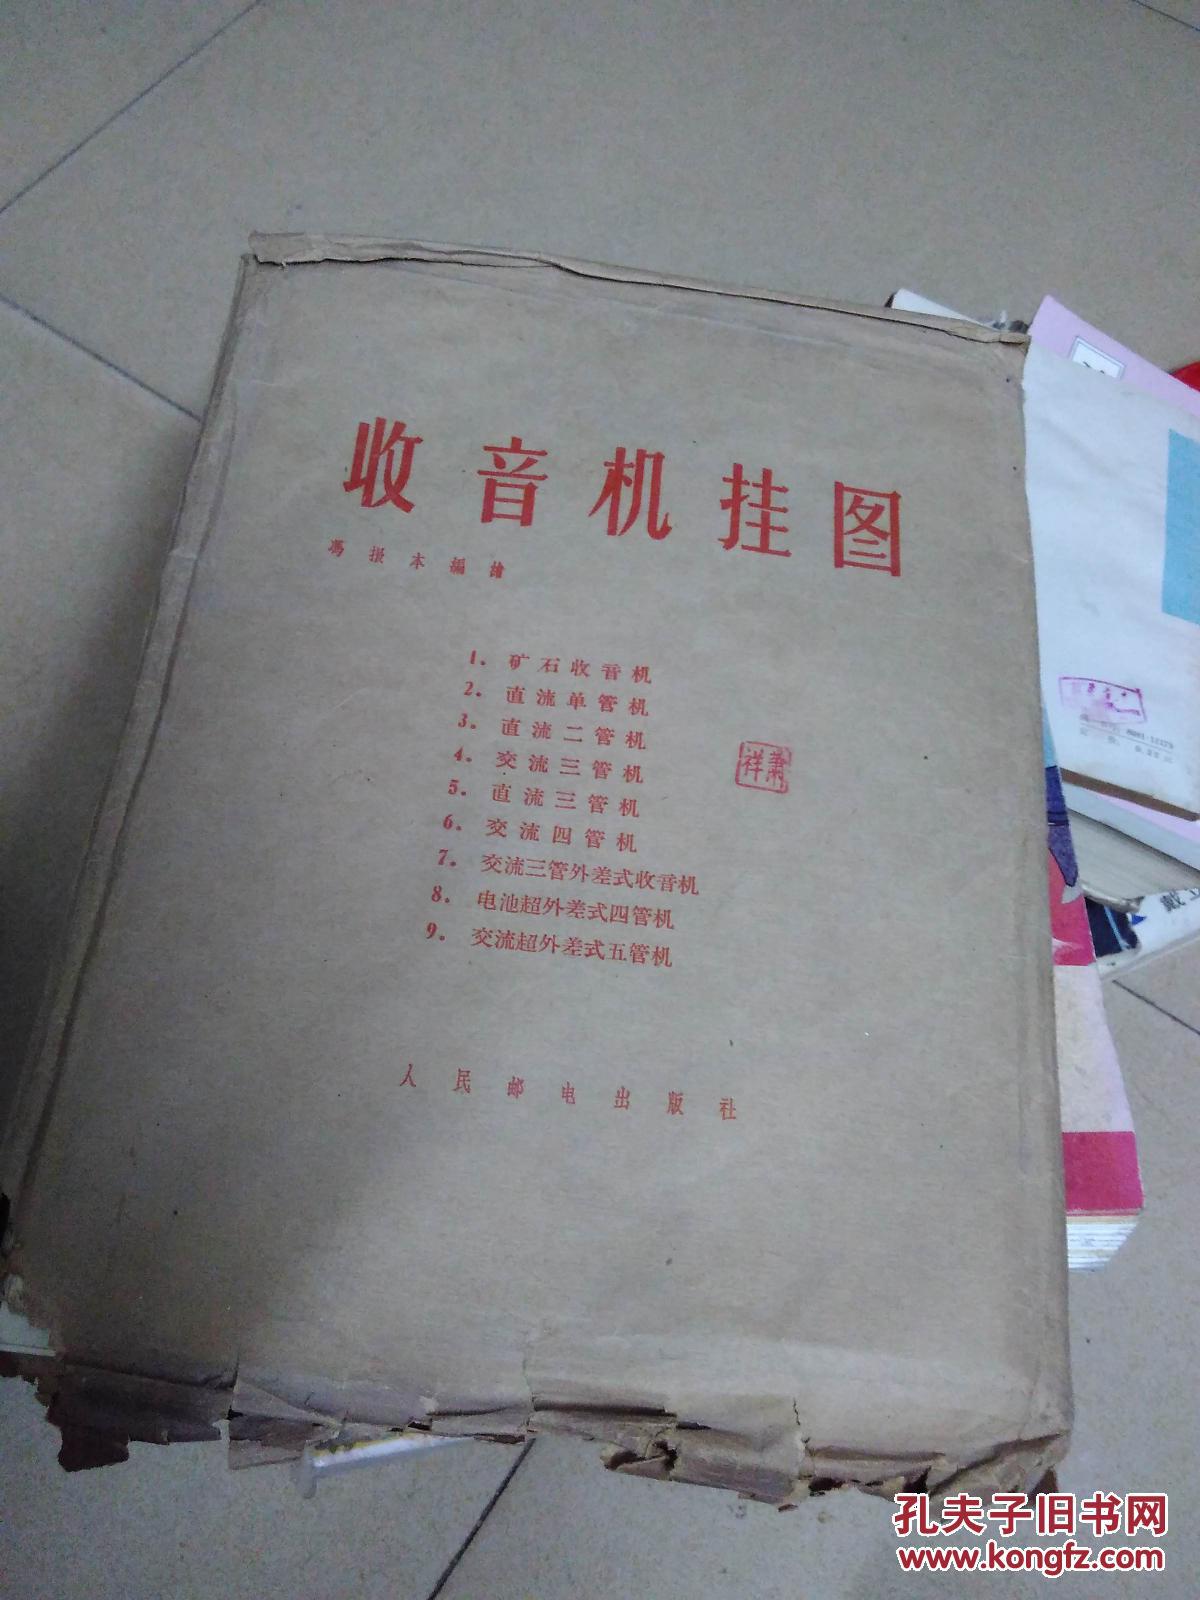 收音机挂图
馮报本編繪
1. 矿石收音机
2. 直流单管机
3. 直流二管机
4. 交流三管机
5. 直流三管机
6. 交流四管机
7. 交流三管外差式收音机
8. 电池超外差式四管机
9. 交流超外差式五管机
萧祥
人民邮电出版社
孔夫子旧书网
www.kongfz.com